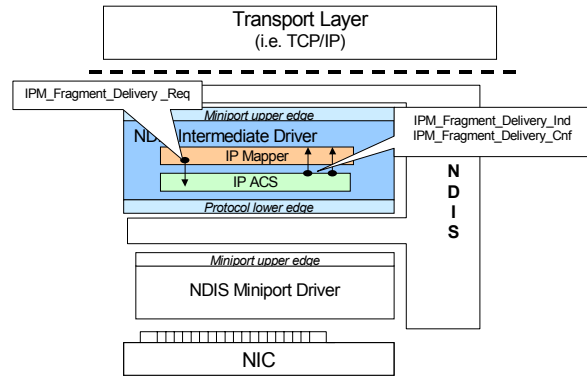 Transport Layer
(i.e. TCP/IP)
IPM_Fragment_Delivery _Req
IPM_Fragment_Delivery_Ind
IPM_Fragment_Delivery_Cnf
Miniport upper edge
Intermediate Driver
IP Mapper
IP ACS
Protocol lower edge
N
D
I
S
Miniport upper edge
NDIS Miniport Driver
NIC